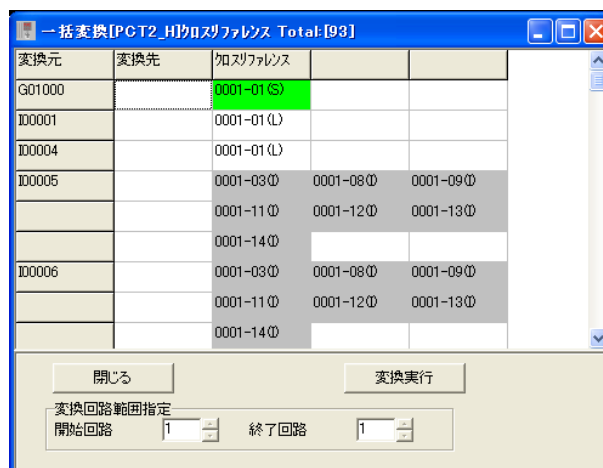 一括変換[PCT2_H]ｸﾛｽﾘﾌｧﾚﾝｽ Total:[93]
変換元 変換先 ｸﾛｽﾘﾌｧﾚﾝｽ
G01000 0001-01(S)
I00001 0001-01(L)
I00004 0001-01(L)
I00005 0001-03(I) 0001-08(I) 0001-09(I)
0001-11(I) 0001-12(I) 0001-13(I)
0001-14(I)
I00006 0001-03(I) 0001-08(I) 0001-09(I)
0001-11(I) 0001-12(I) 0001-13(I)
0001-14(I)
閉じる 変換実行
変換回路範囲指定
開始回路 1 終了回路 1